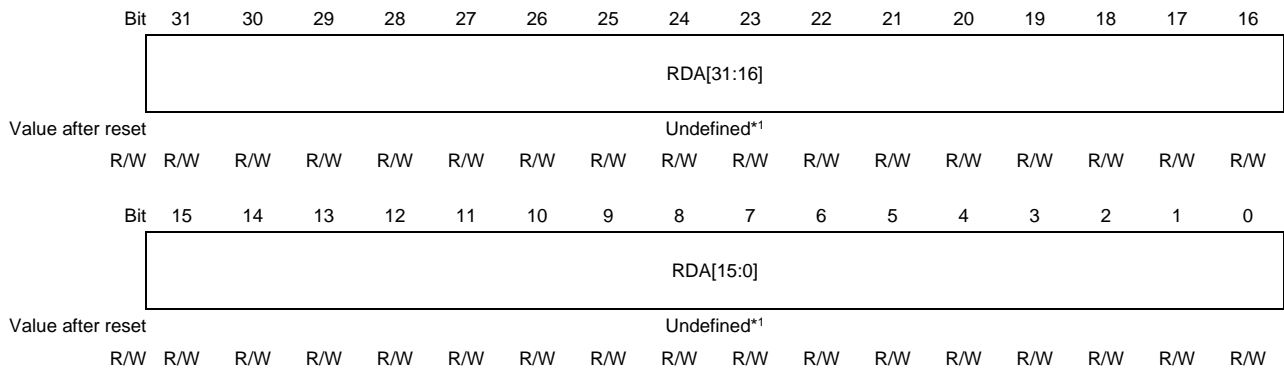 Bit 31 30 29 28 27 26 25 24 23 22 21 20 19 18 17 16
RDA[31:16]
Value after reset Undefined*1
R/W R/W R/W R/W R/W R/W R/W R/W R/W R/W R/W R/W R/W R/W R/W R/W R/W
Bit 15 14 13 12 11 10 9 8 7 6 5 4 3 2 1 0
RDA[15:0]
Value after reset Undefined*1
R/W R/W R/W R/W R/W R/W R/W R/W R/W R/W R/W R/W R/W R/W R/W R/W R/W